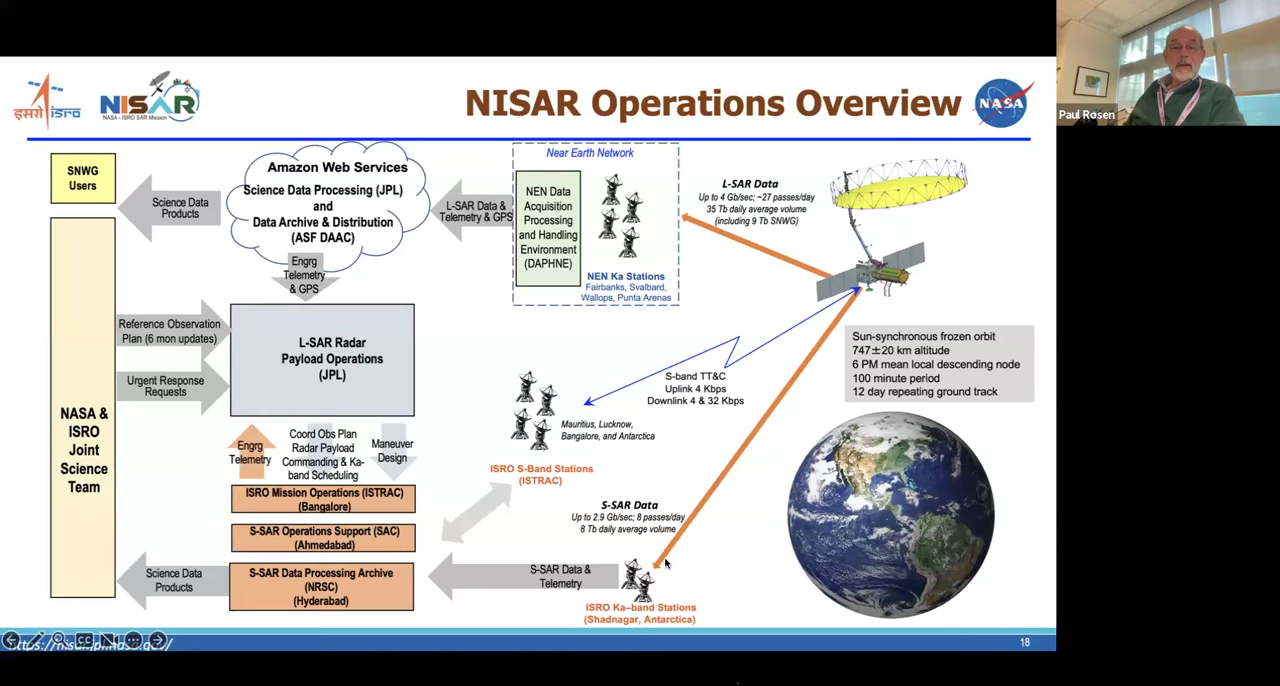 इसरो isro
NISAR
NASA - ISRO SAR Mission
NISAR Operations Overview
NASA
Paul Rosen
SNWG
Users
Science Data
Products
Amazon Web Services
Science Data Processing (JPL)
and
Data Archive & Distribution
(ASF DAAC)
L-SAR Data &
Telemetry & GPS
Near Earth Network
NEN Data
Acquisition
Processing
and Handling
Environment
(DAPHNE)
NEN Ka Stations
Fairbanks, Svalbard,
Wallops, Punta Arenas
L-SAR Data
Up to 4 Gb/sec; ~27 passes/day
35 Tb daily average volume
(including 9 Tb SNWG)
Engrg
Telemetry
& GPS
NASA &
ISRO
Joint
Science
Team
Reference Observation
Plan (6 mon updates)
Urgent Response
Requests
L-SAR Radar
Payload Operations
(JPL)
Sun-synchronous frozen orbit
747±20 km altitude
6 PM mean local descending node
100 minute period
12 day repeating ground track
S-band TT&C
Uplink 4 Kbps
Downlink 4 & 32 Kbps
Mauritius, Lucknow,
Bangalore, and Antarctica
ISRO S-Band Stations
(ISTRAC)
Engrg
Telemetry
Coord Obs Plan
Radar Payload
Commanding & Ka-
band Scheduling
Maneuver
Design
ISRO Mission Operations (ISTRAC)
(Bangalore)
S-SAR Operations Support (SAC)
(Ahmedabad)
S-SAR Data Processing Archive
(NRSC)
(Hyderabad)
Science Data
Products
S-SAR Data
Up to 2.9 Gb/sec; 8 passes/day
8 Tb daily average volume
S-SAR Data &
Telemetry
ISRO Ka–band Stations
(Shadnagar, Antarctica)
18